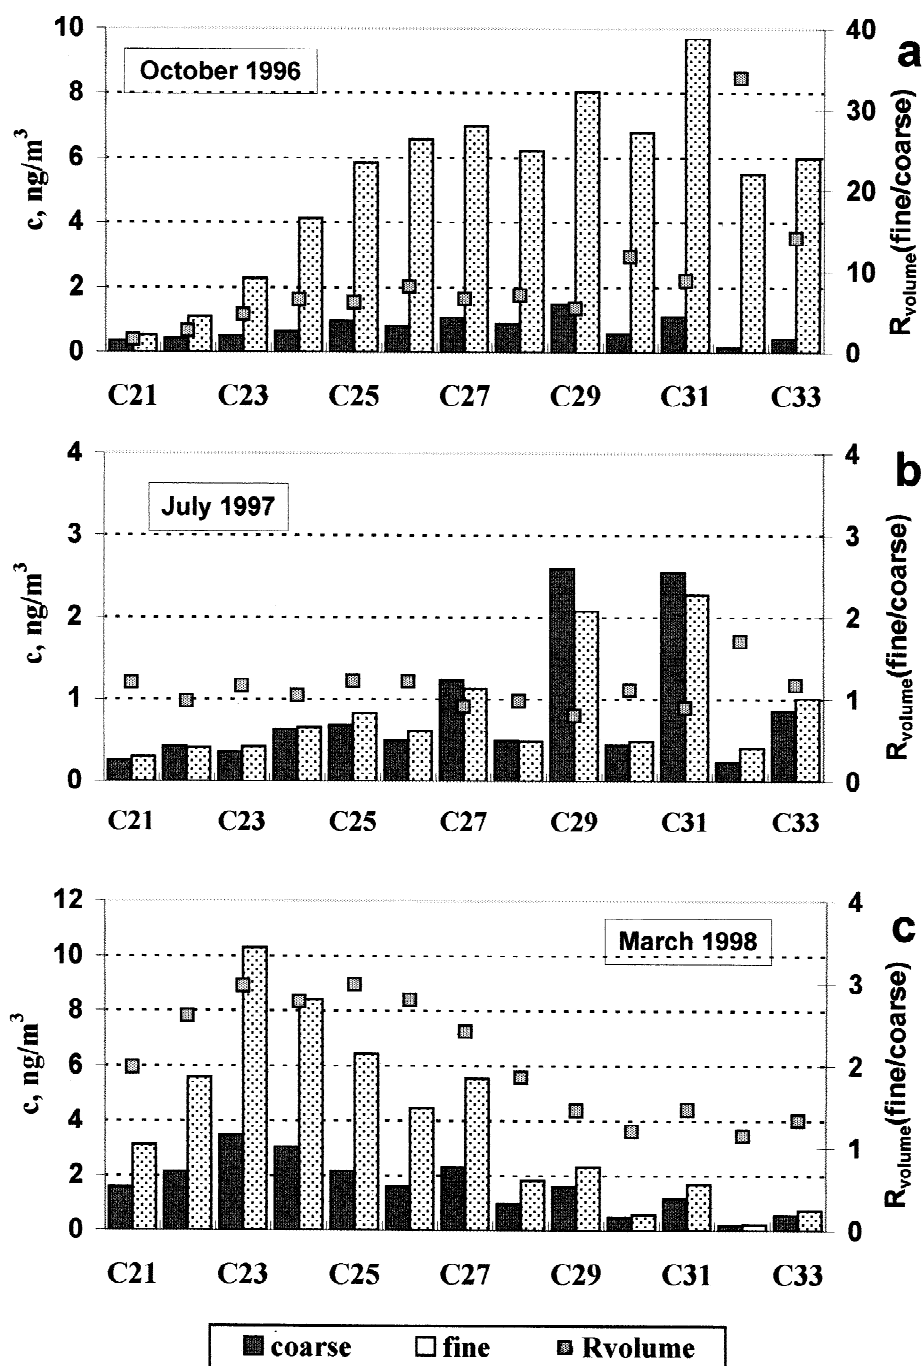 a
October 1996
10
8
6
4
2
0
c, ng/m3
40
30
20
10
0
Rvolume(fine/coarse)
C21 C23 C25 C27 C29 C31 C33
b
July 1997
4
3
2
1
0
c, ng/m3
4
3
2
1
0
Rvolume(fine/coarse)
C21 C23 C25 C27 C29 C31 C33
c
March 1998
12
10
8
6
4
2
0
c, ng/m3
4
3
2
1
0
Rvolume(fine/coarse)
C21 C23 C25 C27 C29 C31 C33
coarse fine Rvolume